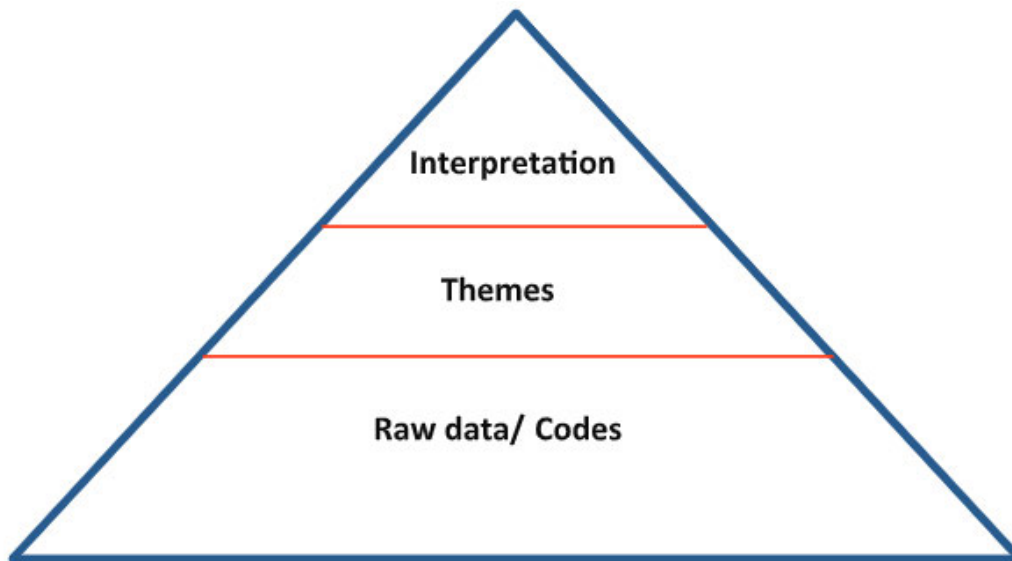 Interpretation
Themes
Raw data/ Codes